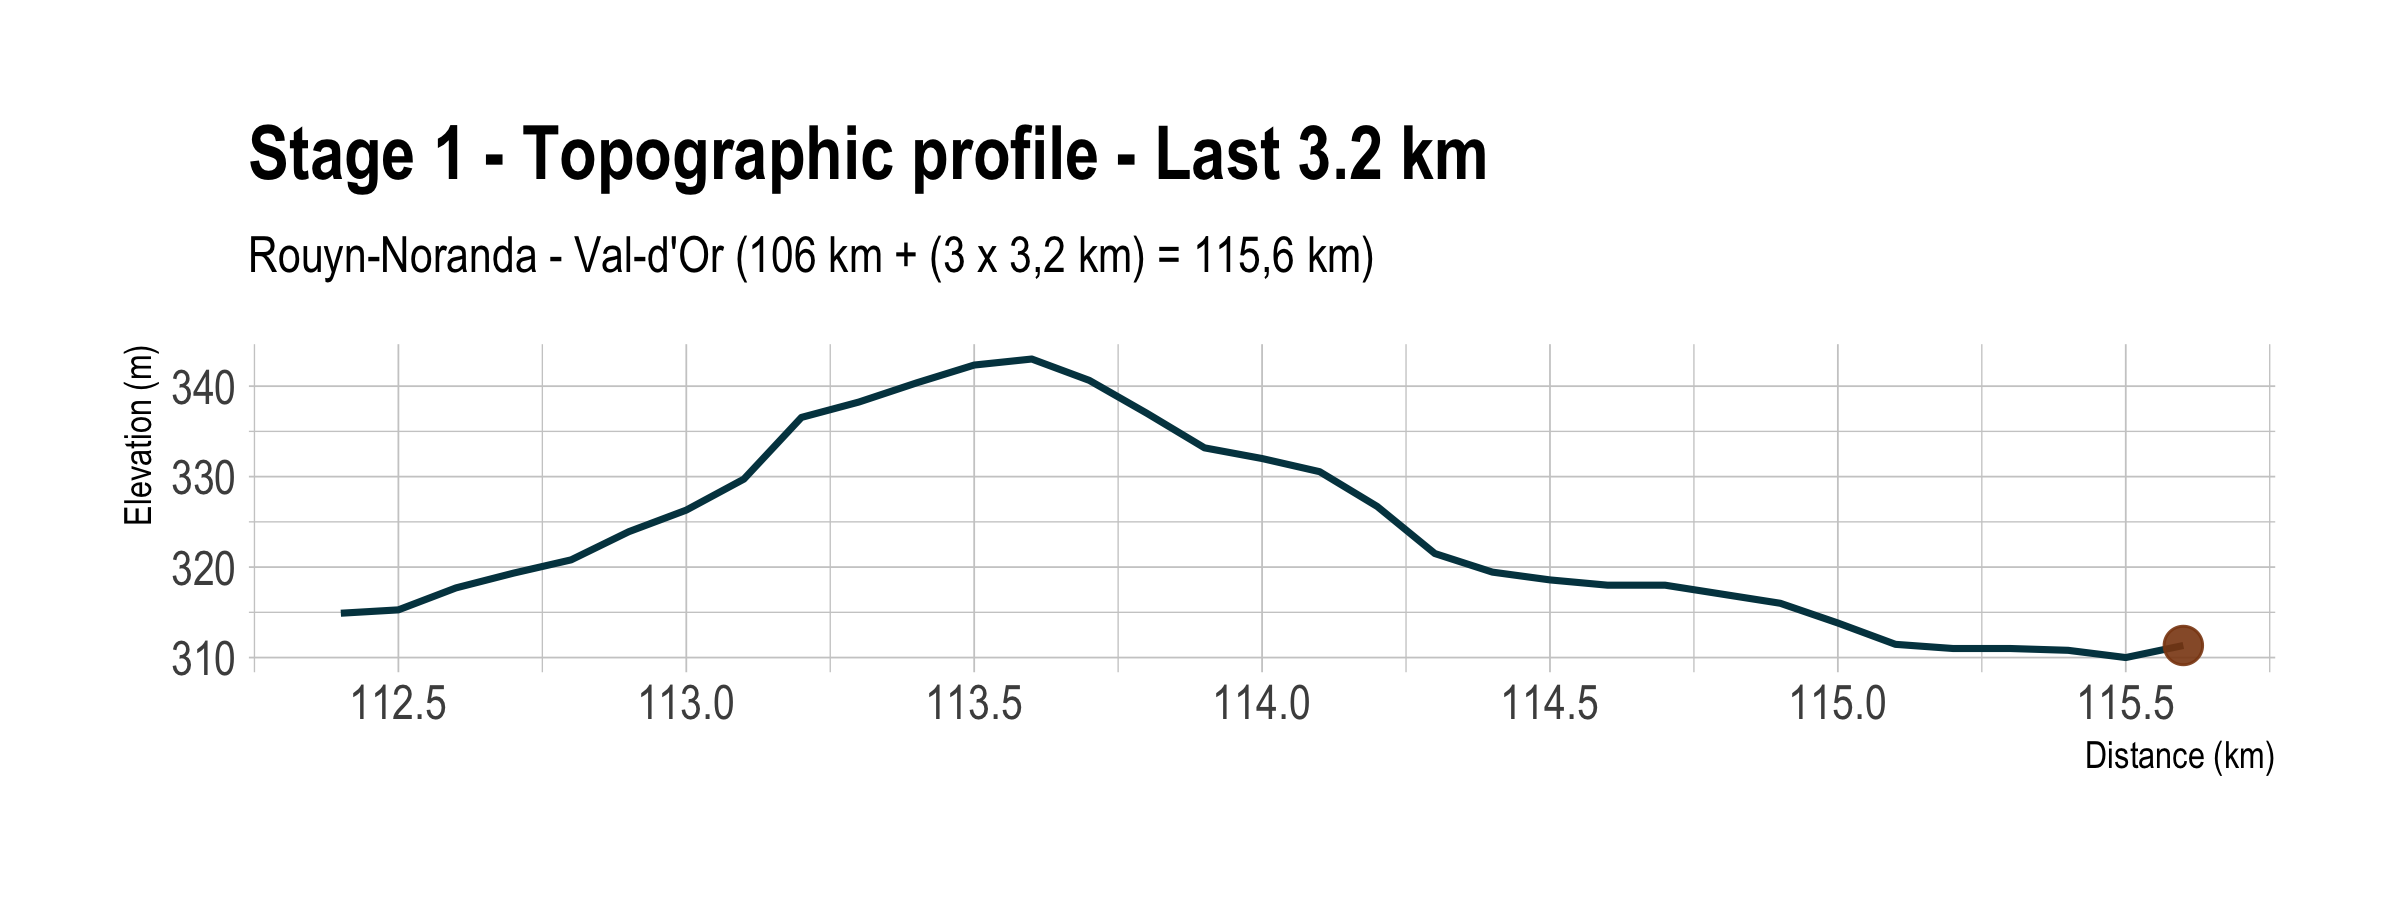 Stage 1 - Topographic profile - Last 3.2 km
Rouyn-Noranda - Val-d'Or (106 km + (3 x 3,2 km) = 115,6 km)
Elevation (m)
340
330
320
310
112.5 113.0 113.5 114.0 114.5 115.0 115.5
Distance (km)